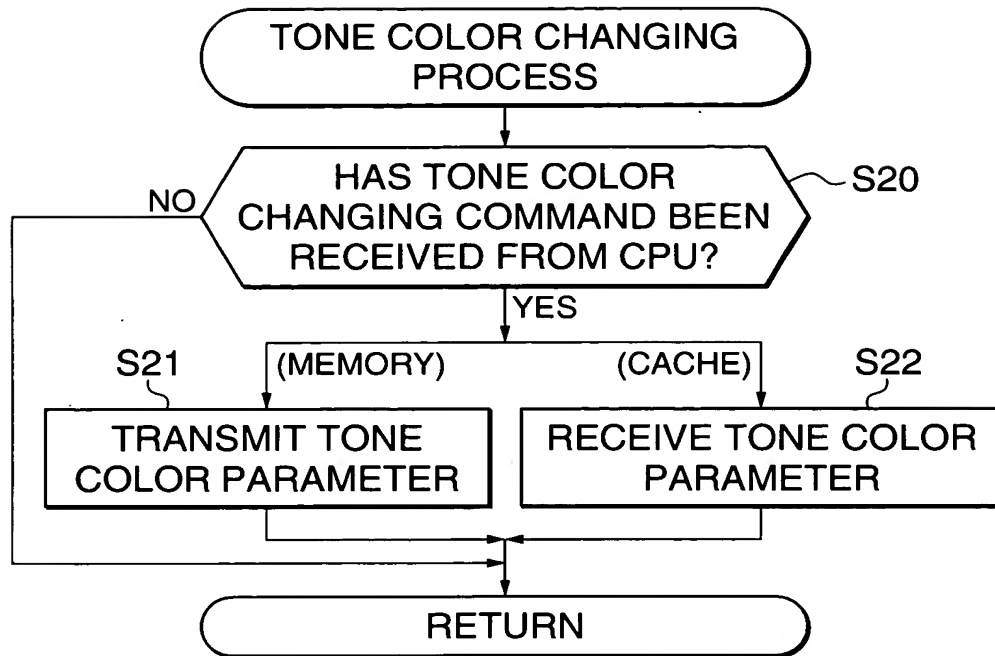 TONE COLOR CHANGING
PROCESS
HAS TONE COLOR
CHANGING COMMAND BEEN
RECEIVED FROM CPU?
S20
NO
YES
S21
(MEMORY)
(CACHE)
S22
TRANSMIT TONE
COLOR PARAMETER
RECEIVE TONE COLOR
PARAMETER
RETURN